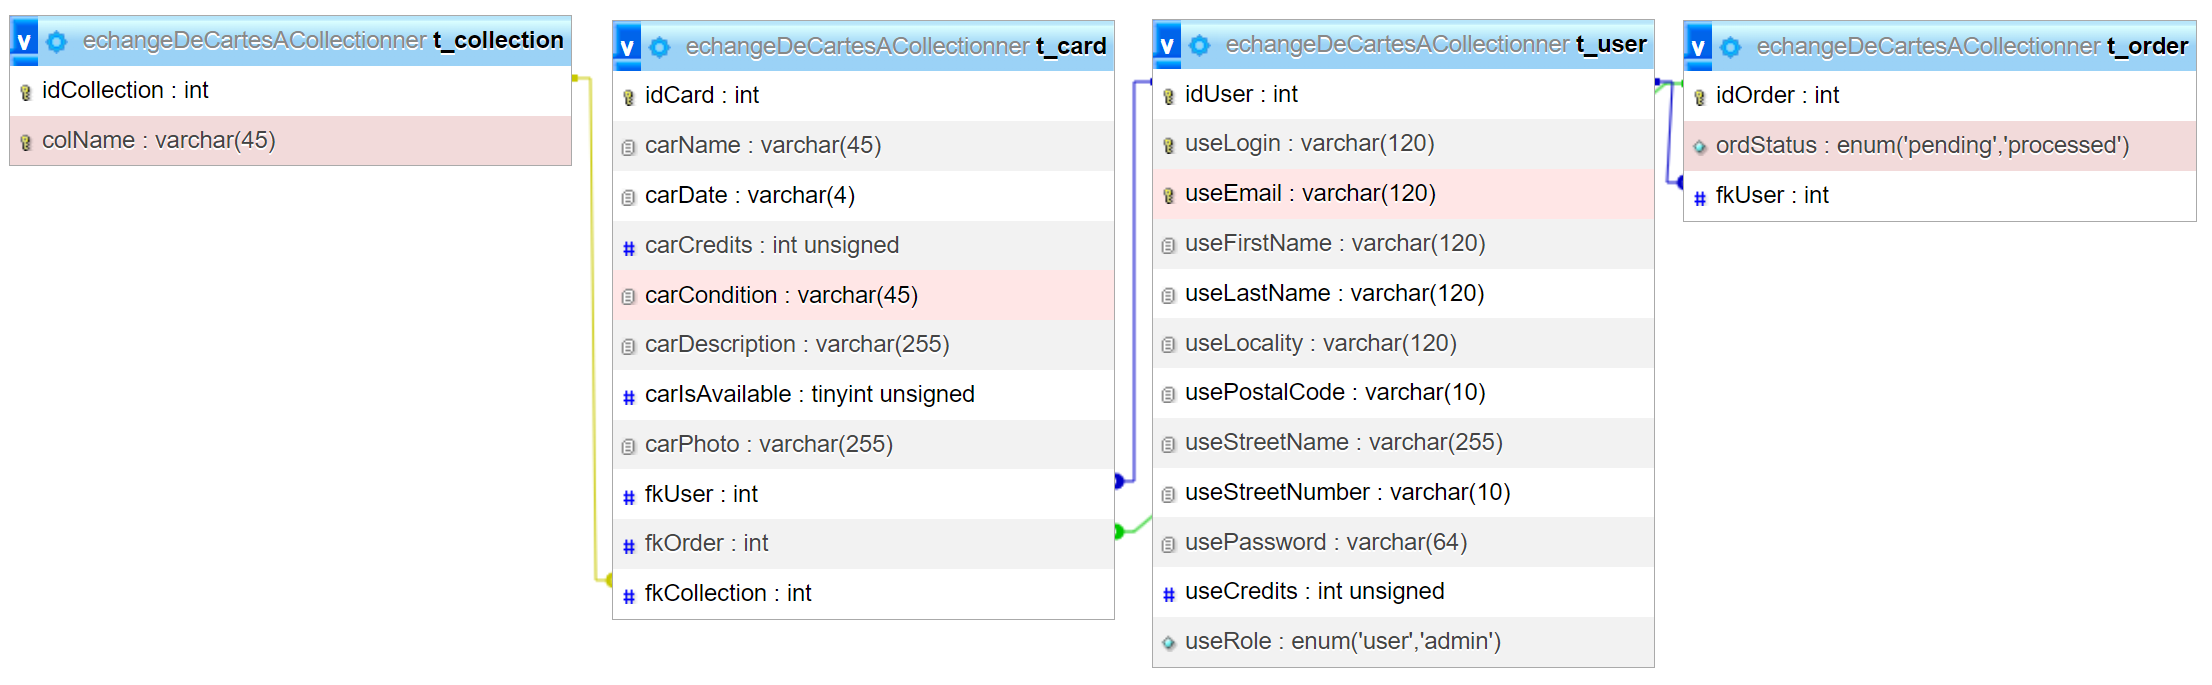 v echangeDeCartesACollectionner t_collection
idCollection : int
colName : varchar(45)
v echangeDeCartesACollectionner t_card
idCard : int
carName : varchar(45)
carDate : varchar(4)
# carCredits : int unsigned
carCondition : varchar(45)
carDescription : varchar(255)
# carIsAvailable : tinyint unsigned
carPhoto : varchar(255)
# fkUser : int
# fkOrder : int
# fkCollection : int
v echangeDeCartesACollectionner t_user
idUser : int
useLogin : varchar(120)
useEmail : varchar(120)
useFirstName : varchar(120)
useLastName : varchar(120)
useLocality : varchar(120)
usePostalCode : varchar(10)
useStreetName : varchar(255)
useStreetNumber : varchar(10)
usePassword : varchar(64)
# useCredits : int unsigned
useRole : enum('user','admin')
v echangeDeCartesACollectionner t_order
idOrder : int
ordStatus : enum('pending','processed')
# fkUser : int